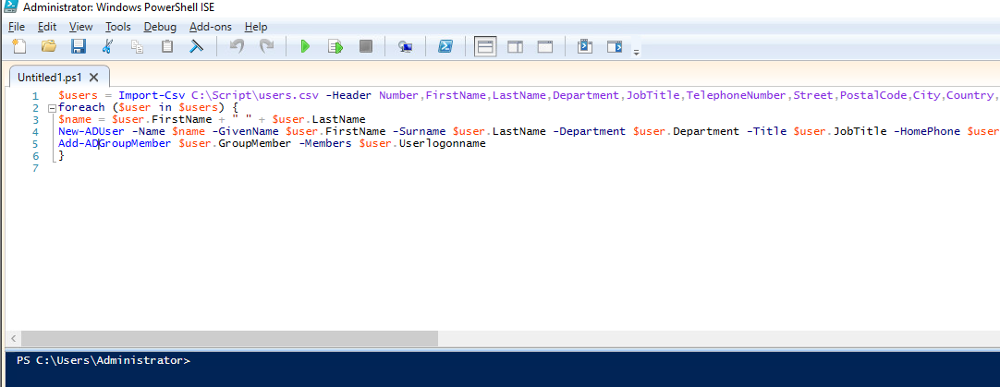 Administrator: Windows PowerShell ISE
File Edit View Tools Debug Add-ons Help
Untitled1.ps1 X
1 $users = Import-Csv C:\Script\users.csv -Header Number,FirstName,LastName,Department,JobTitle,TelephoneNumber,Street,PostalCode,City,Country,
2 foreach ($user in $users) {
3 $name = $user.FirstName + " " + $user.LastName
4 New-ADUser -Name $name -GivenName $user.FirstName -Surname $user.LastName -Department $user.Department -Title $user.JobTitle -HomePhone $user
5 Add-ADGroupMember $user.GroupMember -Members $user.Userlogonname
6 }
7
PS C:\Users\Administrator>